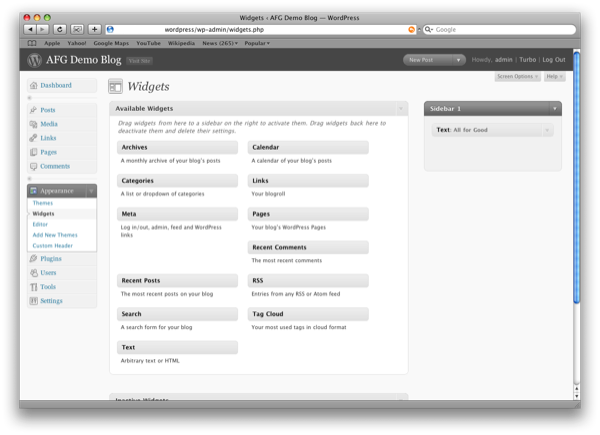 Widgets ‹ AFG Demo Blog — WordPress
wordpress/wp-admin/widgets.php
Google
Apple Yahoo! Google Maps YouTube Wikipedia News (265) Popular
AFG Demo Blog Visit Site
New Post
Howdy, admin | Turbo | Log Out
Screen Options Help
Dashboard
Posts
Media
Links
Pages
Comments
Appearance
Themes
Widgets
Editor
Add New Themes
Custom Header
Plugins
Users
Tools
Settings
Widgets
Available Widgets
Drag widgets from here to a sidebar on the right to activate them. Drag widgets back here to
deactivate them and delete their settings.
Archives
A monthly archive of your blog's posts
Calendar
A calendar of your blog's posts
Categories
A list or dropdown of categories
Links
Your blogroll
Meta
Log in/out, admin, feed and WordPress
links
Pages
Your blog's WordPress Pages
Recent Comments
The most recent comments
Recent Posts
The most recent posts on your blog
RSS
Entries from any RSS or Atom feed
Search
A search form for your blog
Tag Cloud
Your most used tags in cloud format
Text
Arbitrary text or HTML
Inactive Widgets
Sidebar 1
Text: All for Good